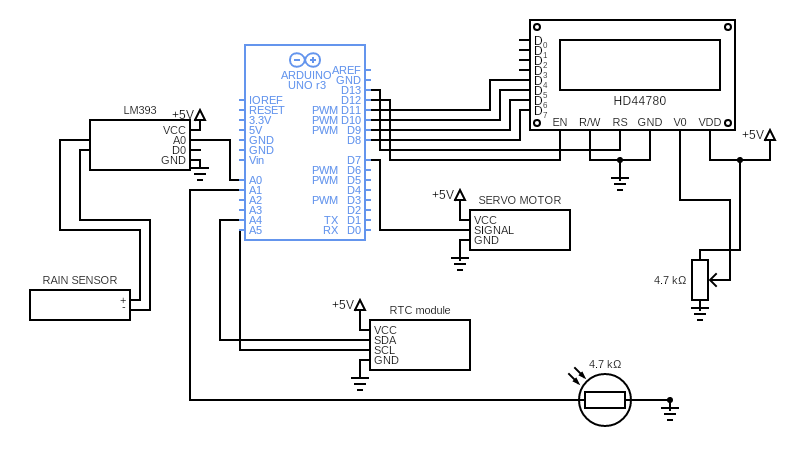 LM393
+5V
VCC
A0
D0
GND
RAIN SENSOR
+
-
ARDUINO
UNO r3
IOREF
RESET
3.3V
5V
GND
GND
Vin
A0
A1
A2
A3
A4
A5
AREF
GND
D13
D12
PWM D11
PWM D10
PWM D9
D8
D7
PWM D6
PWM D5
D4
PWM D3
D2
TX D1
RX D0
D0
D1
D2
D3
D4
D5
D6
D7
HD44780
EN R/W RS GND V0 VDD
+5V
4.7 kΩ
SERVO MOTOR
+5V
VCC
SIGNAL
GND
RTC module
+5V
VCC
SDA
SCL
GND
4.7 kΩ